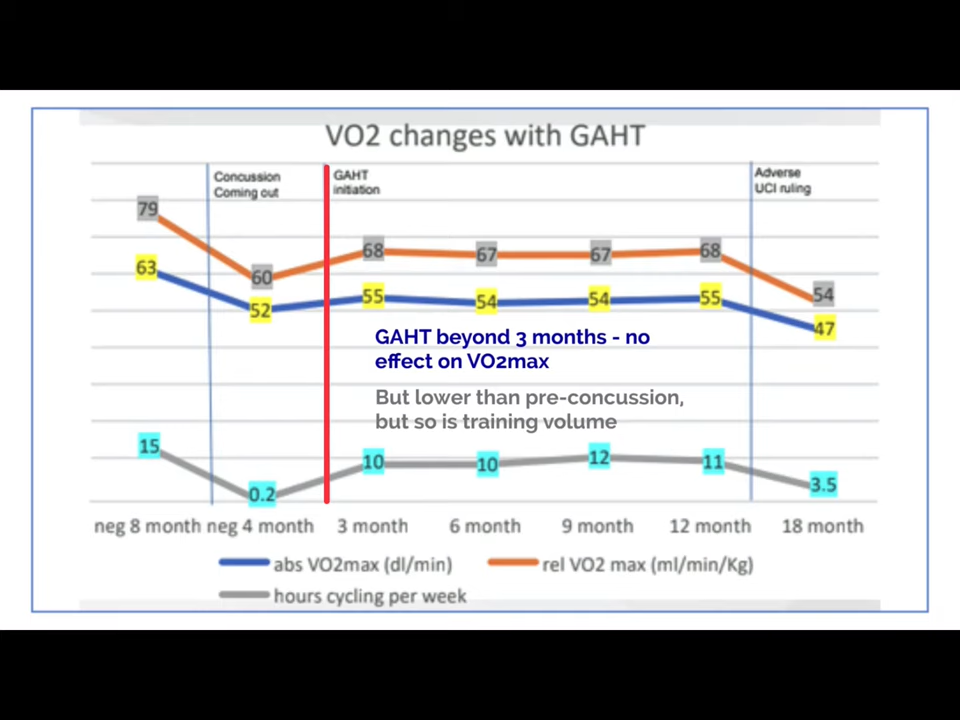 VO2 changes with GAHT
Concussion
Coming out
GAHT
initiation
Adverse
UCI ruling
79
60
68
67
67
68
54
63
52
55
54
54
55
47
GAHT beyond 3 months - no
effect on VO2max
But lower than pre-concussion,
but so is training volume
15
0.2
10
10
12
11
3.5
neg 8 month neg 4 month 3 month 6 month 9 month 12 month 18 month
abs VO2max (dl/min) rel VO2 max (ml/min/Kg)
hours cycling per week